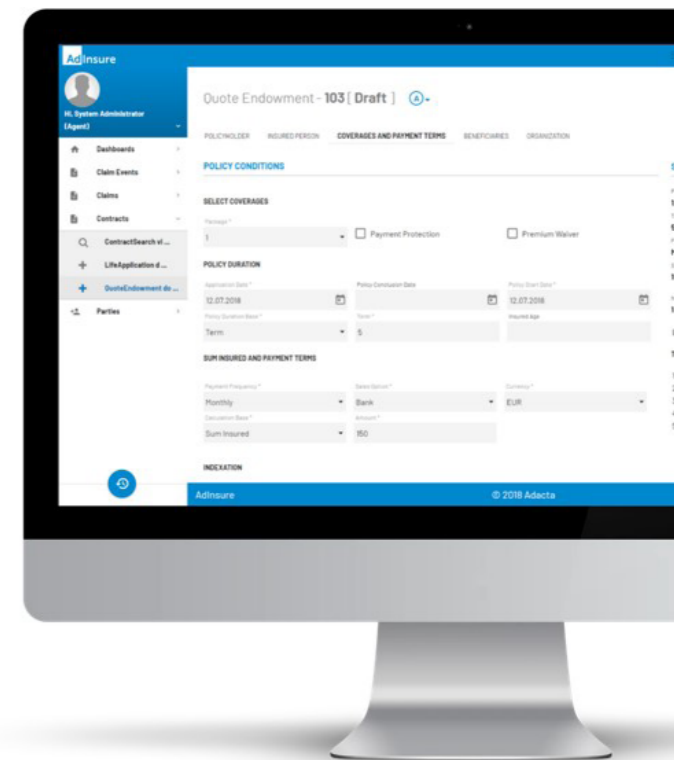 AdInsure
Hi, System Administrator
(Agent)
Dashboards
Claim Events
Claims
Contracts
ContractSearch vi ...
LifeApplication d ...
QuoteEndowment do ...
Parties
Quote Endowment - 103 [ Draft ] A
POLICYHOLDER INSURED PERSON COVERAGES AND PAYMENT TERMS BENEFICIARIES ORGANIZATION
POLICY CONDITIONS
SELECT COVERAGES
Package *
1 Payment Protection Premium Waiver
POLICY DURATION
Application Date * Policy Conclusion Date Policy Start Date *
12.07.2018 12.07.2018
Policy Duration Base * Term * Insured Age
Term 5
SUM INSURED AND PAYMENT TERMS
Payment Frequency * Sales Option * Currency *
Monthly Bank EUR
Calculation Base * Amount *
Sum Insured 150
INDEXATION
AdInsure © 2018 Adacta